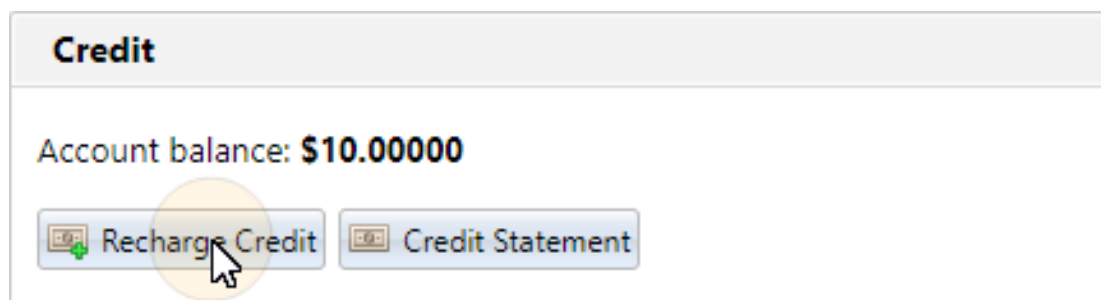 Credit
Account balance: $10.00000
Recharge Credit Credit Statement